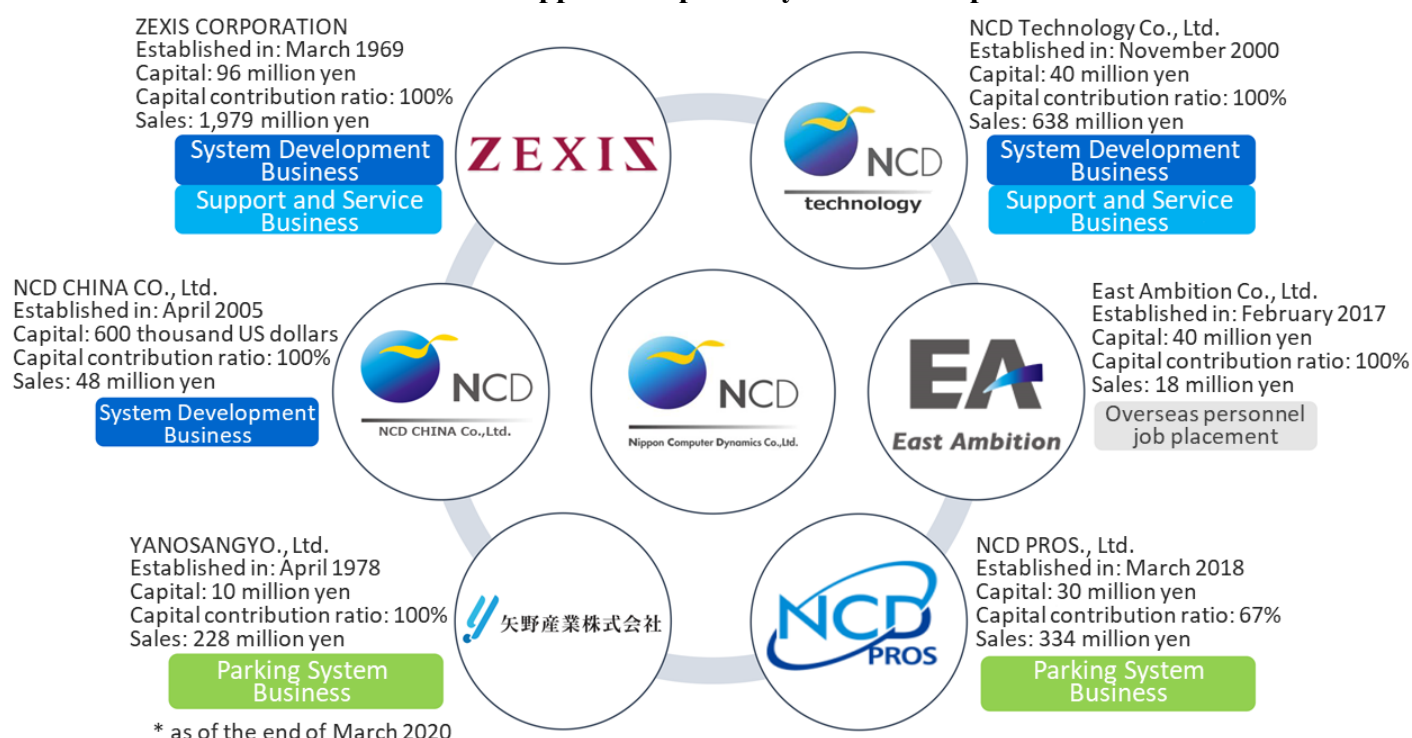 ZEXIS CORPORATION
Established in: March 1969
Capital: 96 million yen
Capital contribution ratio: 100%
Sales: 1,979 million yen
System Development
Business
Support and Service
Business
ZEXIS
NCD
technology
NCD Technology Co., Ltd.
Established in: November 2000
Capital: 40 million yen
Capital contribution ratio: 100%
Sales: 638 million yen
System Development
Business
Support and Service
Business
NCD CHINA CO., Ltd.
Established in: April 2005
Capital: 600 thousand US dollars
Capital contribution ratio: 100%
Sales: 48 million yen
System Development
Business
NCD
NCD CHINA Co.,Ltd.
NCD
Nippon Computer Dynamics Co.,Ltd.
EA
East Ambition
East Ambition Co., Ltd.
Established in: February 2017
Capital: 40 million yen
Capital contribution ratio: 100%
Sales: 18 million yen
Overseas personnel
job placement
YANOSANGYO., Ltd.
Established in: April 1978
Capital: 10 million yen
Capital contribution ratio: 100%
Sales: 228 million yen
Parking System
Business
矢野産業株式会社
NCD
PROS
NCD PROS., Ltd.
Established in: March 2018
Capital: 30 million yen
Capital contribution ratio: 67%
Sales: 334 million yen
Parking System
Business
* as of the end of March 2020